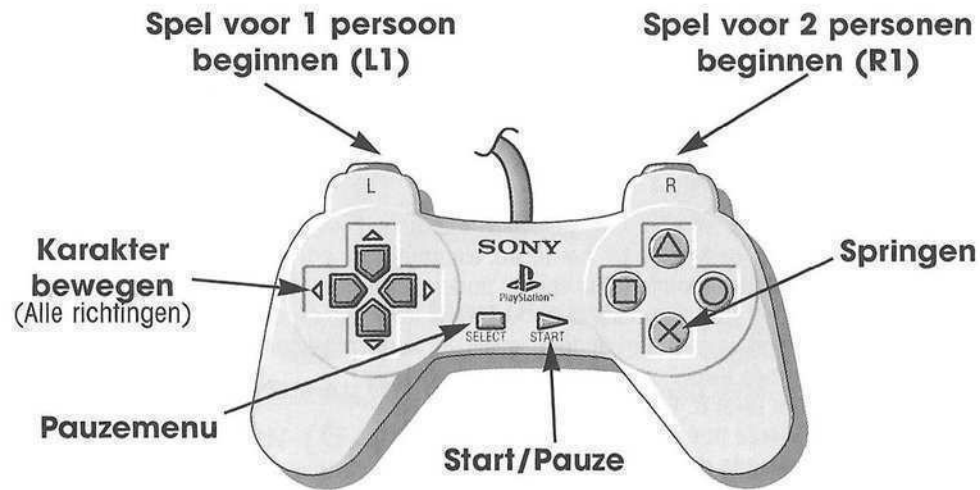 Spel voor 1 persoon
beginnen (L1)
Spel voor 2 personen
beginnen (R1)
L
R
SONY
PlayStation™
SELECT
START
Karakter
bewegen
(Alle richtingen)
Springen
Pauzemenu
Start/Pauze